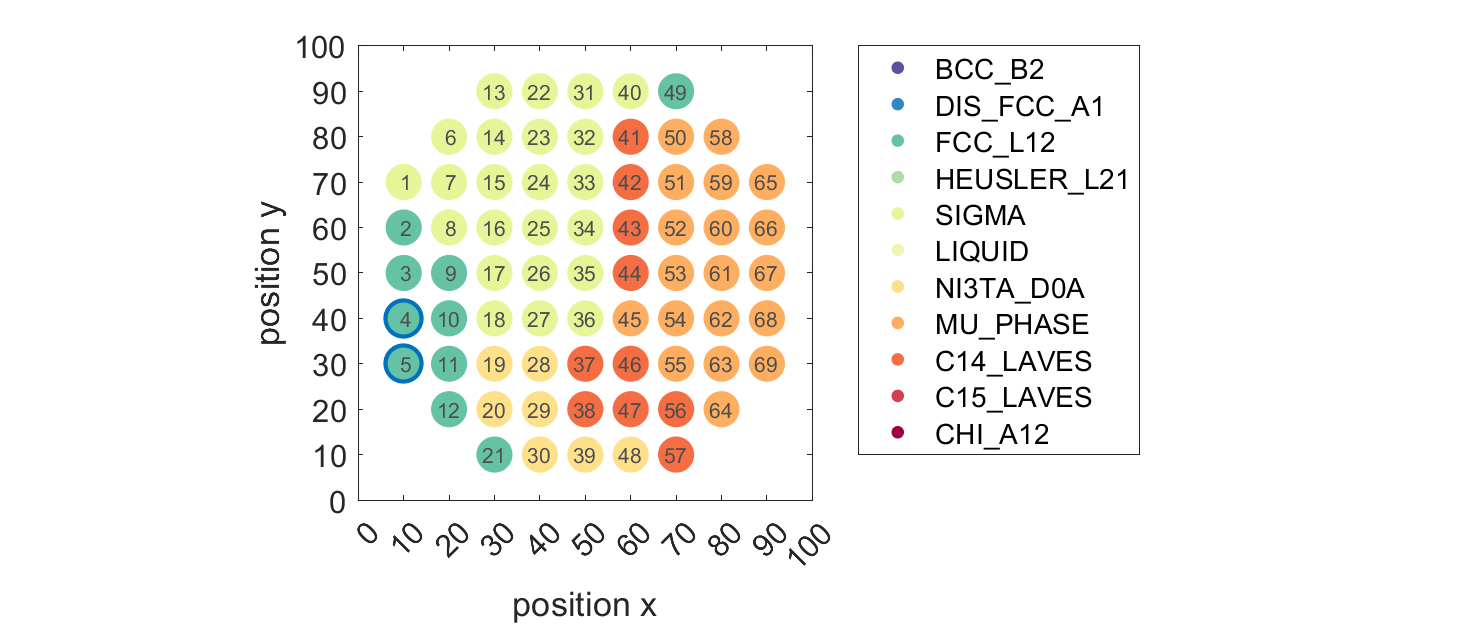 100
90 13 22 31 40 49
80 6 14 23 32 41 50 58
70 1 7 15 24 33 42 51 59 65
60 2 8 16 25 34 43 52 60 66
50 3 9 17 26 35 44 53 61 67
40 4 10 18 27 36 45 54 62 68
30 5 11 19 28 37 46 55 63 69
20 12 20 29 38 47 56 64
10 21 30 39 48 57
0
0 10 20 30 40 50 60 70 80 90 100
position x
position y
BCC_B2
DIS_FCC_A1
FCC_L12
HEUSLER_L21
SIGMA
LIQUID
NI3TA_D0A
MU_PHASE
C14_LAVES
C15_LAVES
CHI_A12